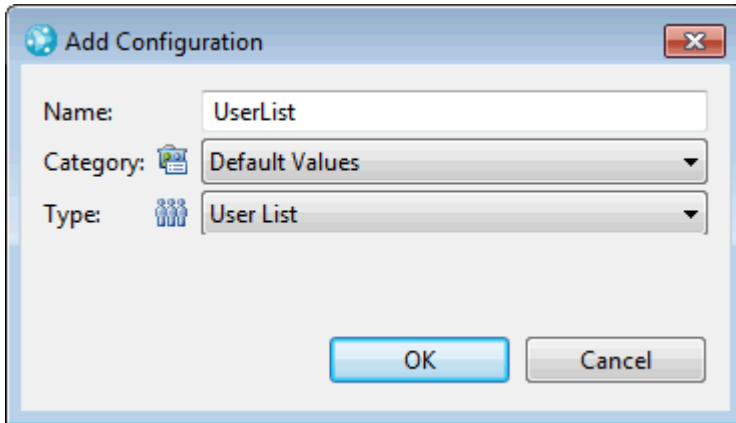 Add Configuration
Name: UserList
Category: Default Values
Type: User List
OK Cancel